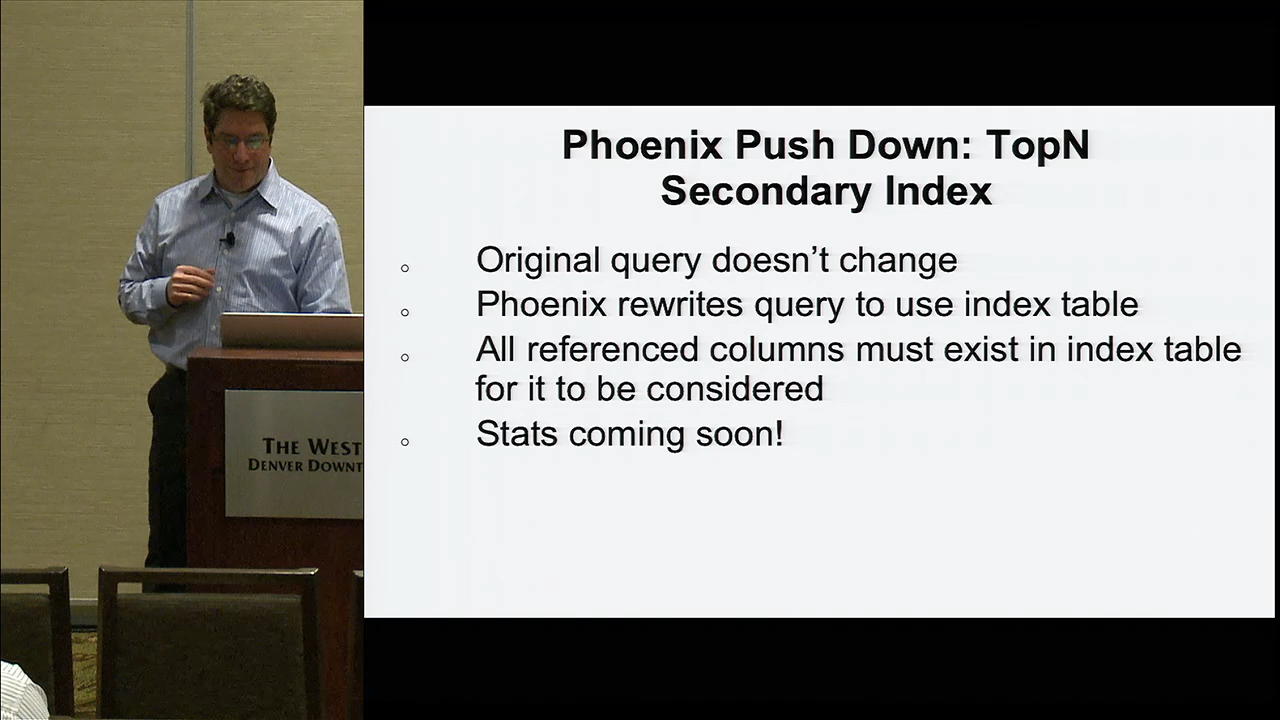 Phoenix Push Down: TopN
Secondary Index
Original query doesn't change
Phoenix rewrites query to use index table
All referenced columns must exist in index table
for it to be considered
Stats coming soon!
THE WEST
DENVER DOWNT